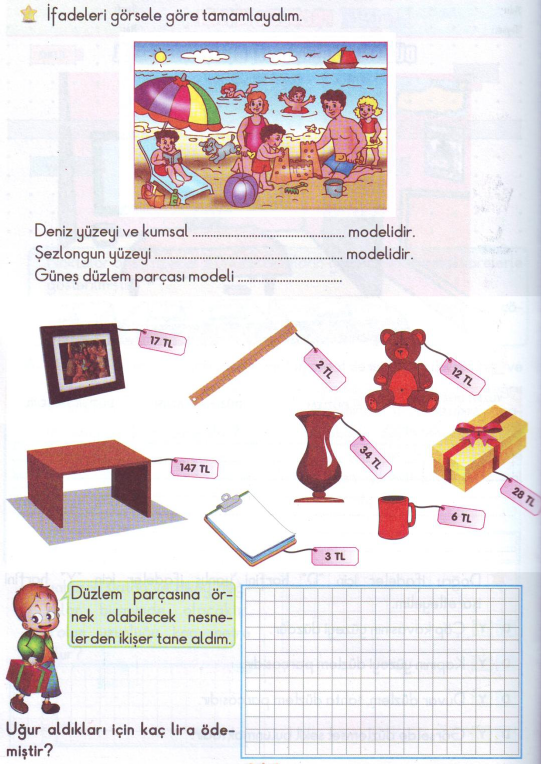 İfadeleri görsele göre tamamlayalım.
Deniz yüzeyi ve kumsal ................................................ modelidir.
Şezlongun yüzeyi .......................................................... modelidir.
Güneş düzlem parçası modeli ................................
17 TL
2 TL
12 TL
147 TL
34 TL
28 TL
6 TL
3 TL
Düzlem parçasına ör-
nek olabilecek nesne-
lerden ikişer tane aldım.
Uğur aldıkları için kaç lira öde-
miştir?